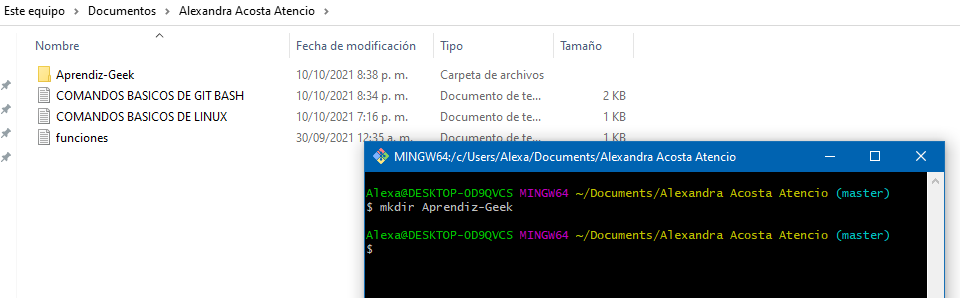 Este equipo > Documentos > Alexandra Acosta Atencio >
Nombre Fecha de modificación Tipo Tamaño
Aprendiz-Geek 10/10/2021 8:38 p. m. Carpeta de archivos
COMANDOS BASICOS DE GIT BASH 10/10/2021 8:34 p. m. Documento de te... 2 KB
COMANDOS BASICOS DE LINUX 10/10/2021 7:16 p. m. Documento de te... 1 KB
funciones 30/09/2021 12:35 a. m. Documento de te... 1 KB
MINGW64:/c/Users/Alexa/Documents/Alexandra Acosta Atencio
Alexa@DESKTOP-OD9QVCS MINGW64 ~/Documents/Alexandra Acosta Atencio (master)
$ mkdir Aprendiz-Geek
Alexa@DESKTOP-OD9QVCS MINGW64 ~/Documents/Alexandra Acosta Atencio (master)
$